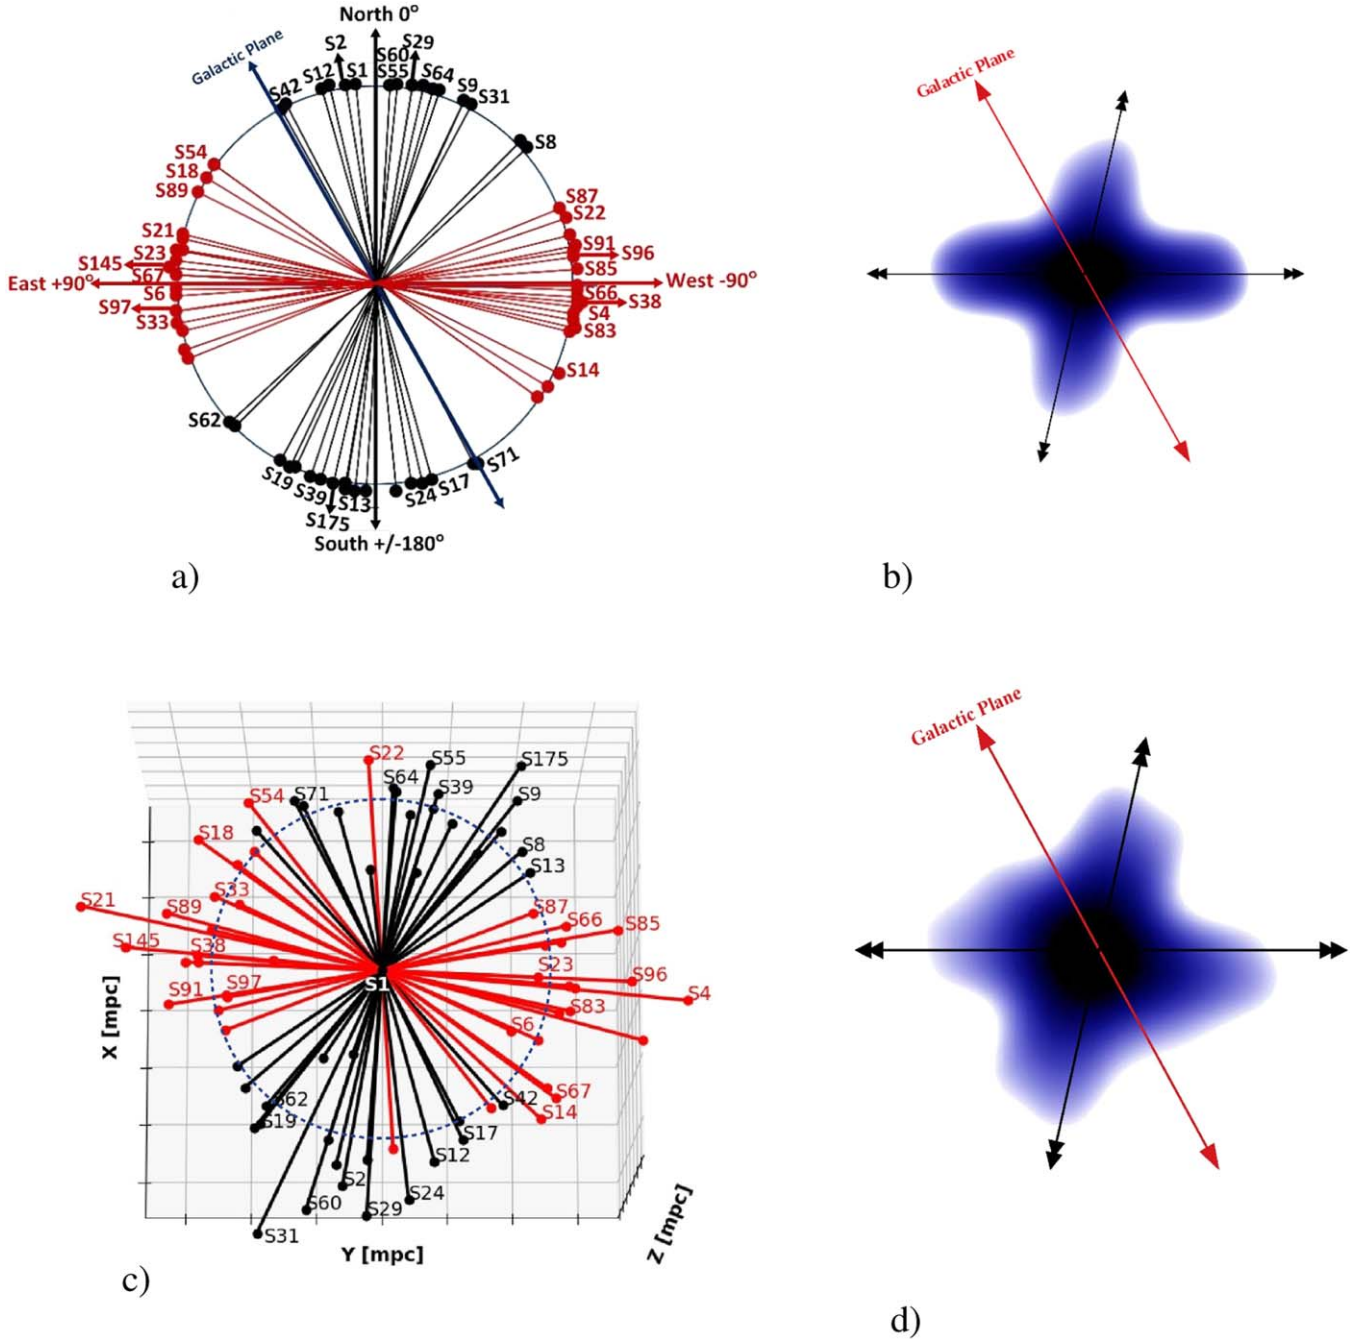 North 0°
Galactic Plane
S2
S29
S60
S42
S12
S1
S55
S64
S9
S31
S8
S54
S18
S89
S87
S22
S21
S23
S145
S67
S91
S96
S85
East +90°
West -90°
S6
S97
S33
S66
S38
S4
S83
S14
S62
S71
S19
S39
S13
S24
S17
S175
South +/-180°
a)
Galactic Plane
b)
S22
S55
S175
S64
S39
S54
S71
S9
S18
S8
S13
S33
S21
S89
S87
S66
S85
S145
S38
S23
S96
S91
S97
S4
S83
S1
S6
X [mpc]
S67
S62
S42
S14
S19
S17
S12
S2
S24
S60
S29
S31
Y [mpc]
Z [mpc]
c)
Galactic Plane
d)